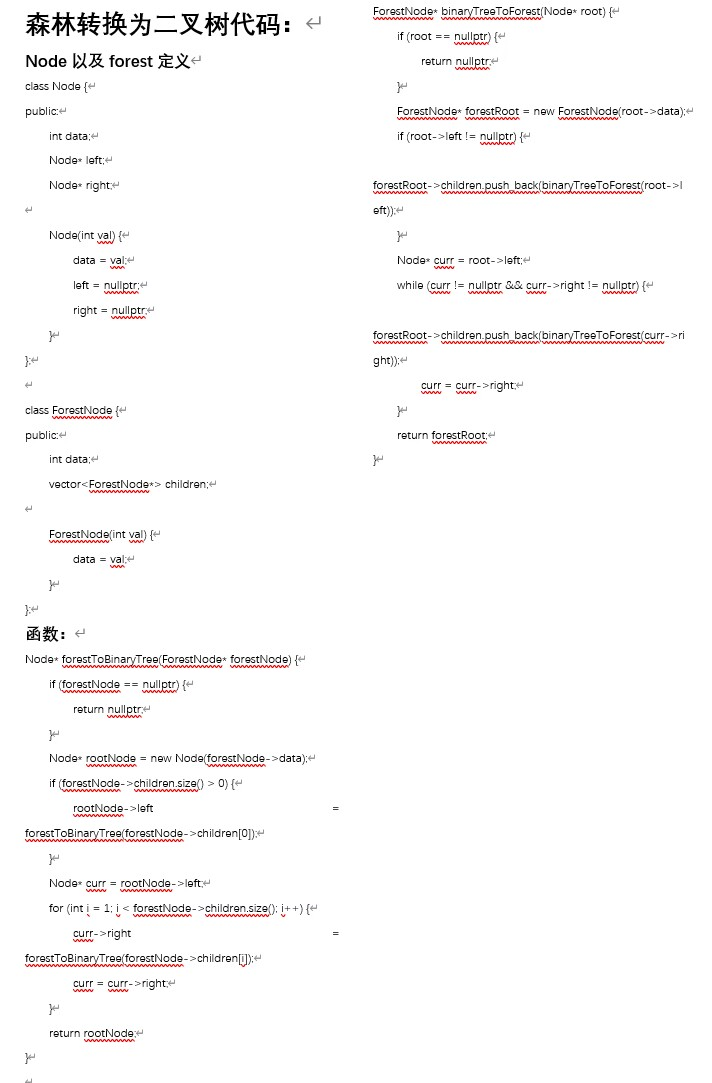 森林转换为二叉树代码：
Node 以及 forest 定义
class Node {
public:
int data;
Node* left;
Node* right;
Node(int val) {
data = val;
left = nullptr;
right = nullptr;
}
};
class ForestNode {
public:
int data;
vector<ForestNode*> children;
ForestNode(int val) {
data = val;
}
};
函数：
Node* forestToBinaryTree(ForestNode* forestNode) {
if (forestNode == nullptr) {
return nullptr;
}
Node* rootNode = new Node(forestNode->data);
if (forestNode->children.size() > 0) {
rootNode->left =
forestToBinaryTree(forestNode->children[0]);
}
Node* curr = rootNode->left;
for (int i = 1; i < forestNode->children.size(); i++) {
curr->right =
forestToBinaryTree(forestNode->children[i]);
curr = curr->right;
}
return rootNode;
}
ForestNode* binaryTreeToForest(Node* root) {
if (root == nullptr) {
return nullptr;
}
ForestNode* forestRoot = new ForestNode(root->data);
if (root->left != nullptr) {
forestRoot->children.push_back(binaryTreeToForest(root->l
eft));
}
Node* curr = root->left;
while (curr != nullptr && curr->right != nullptr) {
forestRoot->children.push_back(binaryTreeToForest(curr->ri
ght));
curr = curr->right;
}
return forestRoot;
}